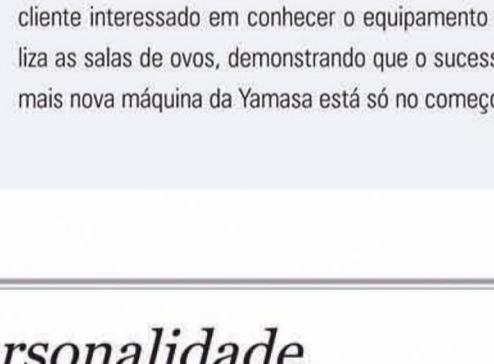 cliente interessado em conhecer o equipamento
liza as salas de ovos, demonstrando que o sucess
mais nova máquina da Yamasa está só no começo
rsonalidade